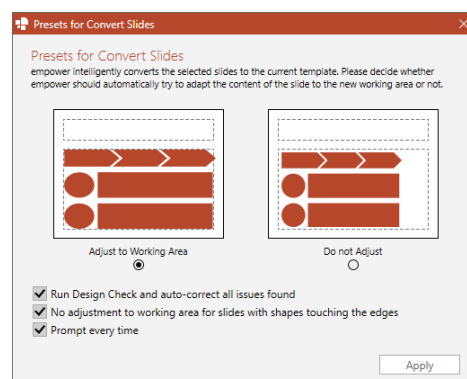 Presets for Convert Slides
Presets for Convert Slides
empower intelligently converts the selected slides to the current template. Please decide whether
empower should automatically try to adapt the content of the slide to the new working area or not.
Adjust to Working Area
Do not Adjust
Run Design Check and auto-correct all issues found
No adjustment to working area for slides with shapes touching the edges
Prompt every time
Apply